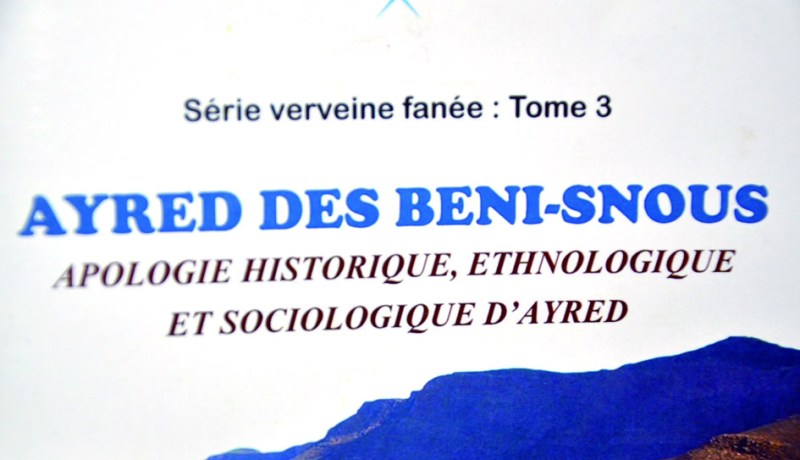 Série verveine fanée : Tome 3
AYRED DES BENI-SNOUS
APOLOGIE HISTORIQUE, ETHNOLOGIQUE
ET SOCIOLOGIQUE D'AYRED